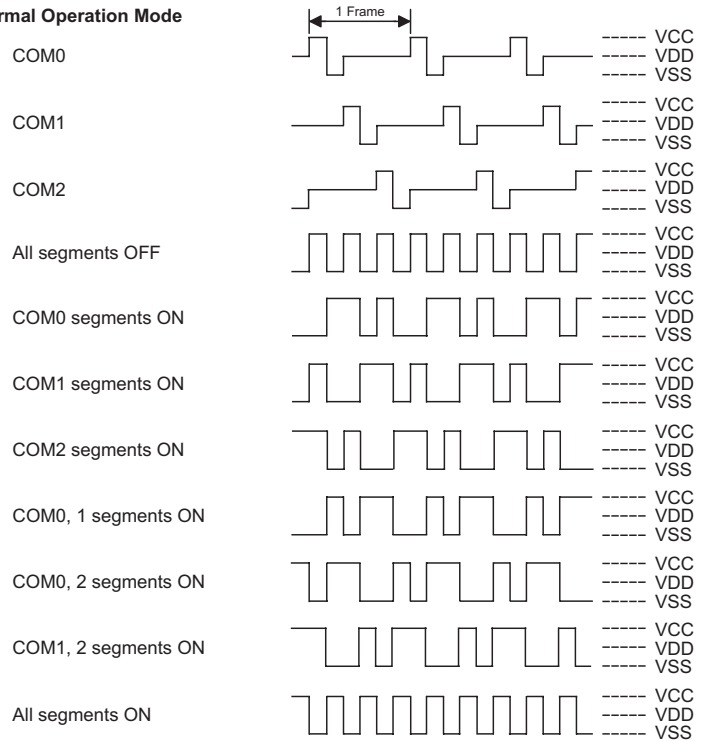 rmal Operation Mode
1 Frame
COM0
VCC
VDD
VSS
COM1
VCC
VDD
VSS
COM2
VCC
VDD
VSS
All segments OFF
VCC
VDD
VSS
COM0 segments ON
VCC
VDD
VSS
COM1 segments ON
VCC
VDD
VSS
COM2 segments ON
VCC
VDD
VSS
COM0, 1 segments ON
VCC
VDD
VSS
COM0, 2 segments ON
VCC
VDD
VSS
COM1, 2 segments ON
VCC
VDD
VSS
All segments ON
VCC
VDD
VSS